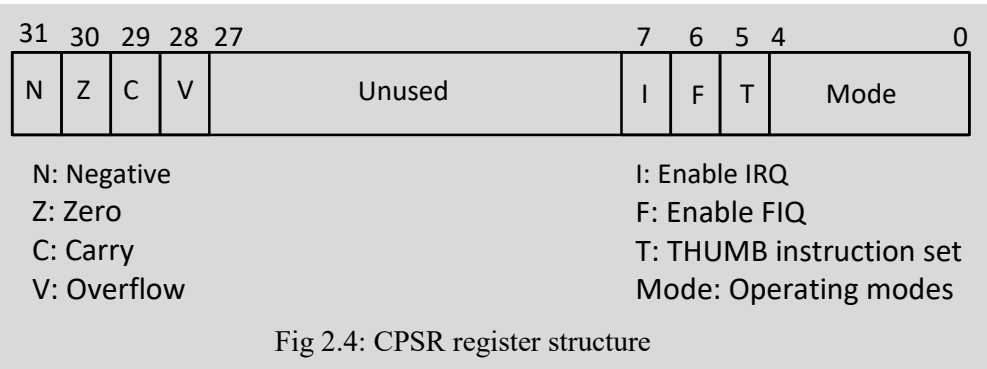 31 30 29 28 27 7 6 5 4 0
N Z C V Unused I F T Mode
N: Negative I: Enable IRQ
Z: Zero F: Enable FIQ
C: Carry T: THUMB instruction set
V: Overflow Mode: Operating modes
Fig 2.4: CPSR register structure